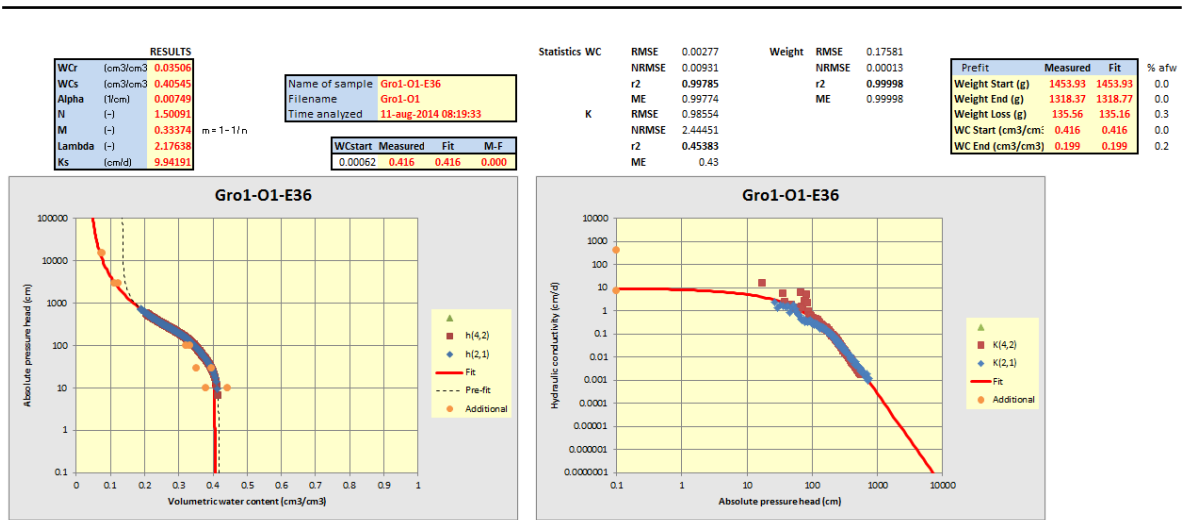 RESULTS
WCr (cm3/cm3 0.03506
WCs (cm3/cm3 0.40545
Alpha (1/cm) 0.00749
N (-) 1.50091
M (-) 0.33374 m = 1 - 1/n
Lambda (-) 2.17638
Ks (cm/d) 9.94191
Name of sample Gro1-O1-E36
Filename Gro1-O1
Time analyzed 11-aug-2014 08:19:33
WCstart Measured Fit M-F
0.00062 0.416 0.416 0.000
Statistics WC RMSE 0.00277 Weight RMSE 0.17581
NRMSE 0.00931 NRMSE 0.00013
r2 0.99785 r2 0.99998
ME 0.99774 ME 0.99998
K RMSE 0.98554
NRMSE 2.44451
r2 0.45383
ME 0.43
Prefit Measured Fit % afw
Weight Start (g) 1453.93 1453.93 0.0
Weight End (g) 1318.37 1318.77 0.0
Weight Loss (g) 135.56 135.16 0.3
WC Start (cm3/cm: 0.416 0.416 0.0
WC End (cm3/cm3) 0.199 0.199 0.2
Gro1-O1-E36
Absolute pressure head (cm)
100000
10000
1000
100
10
1
0.1
0 0.1 0.2 0.3 0.4 0.5 0.6 0.7 0.8 0.9 1
Volumetric water content (cm3/cm3)
h(4,2)
h(2,1)
Fit
Pre-fit
Additional
Gro1-O1-E36
Hydraulic conductivity (cm/d)
10000
1000
100
10
1
0.1
0.01
0.001
0.0001
0.00001
0.000001
0.0000001
0.1 1 10 100 1000 10000
Absolute pressure head (cm)
K(4,2)
K(2,1)
Fit
Additional